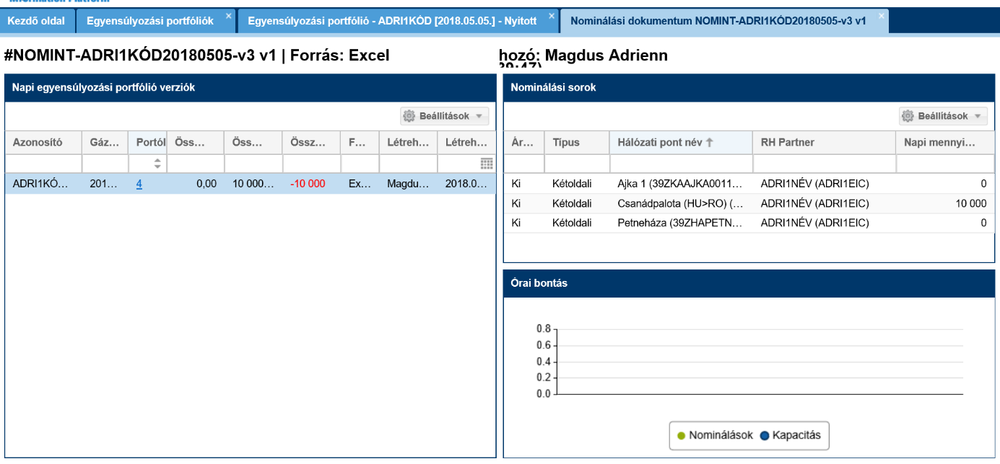 Information Platform
Kezdő oldal
Egyensúlyozási portfóliók
Egyensúlyozási portfólió - ADRI1KÓD [2018.05.05.] - Nyitott
Nominálási dokumentum NOMINT-ADRI1KÓD20180505-v3 v1
#NOMINT-ADRI1KÓD20180505-v3 v1 | Forrás: Excel
hozó: Magdus Adrienn
Napi egyensúlyozási portfólió verziók
Beállítások
Azonosító Gáz... Portól Öss... Öss... Össz... F... Létreh... Létreh...
ADRI1KÓ... 201... 4 0,00 10 000... -10 000 Ex... Magdu... 2018.0...
Nominálási sorok
Beállítások
Ár... Típus Hálózati pont név RH Partner Napi mennyi...
Ki Kétoldali Ajka 1 (39ZKAAJKA0011... ADRI1NÉV (ADRI1EIC) 0
Ki Kétoldali Csanádpalota (HU>RO) (... ADRI1NÉV (ADRI1EIC) 10 000
Ki Kétoldali Petneháza (39ZHAPETN... ADRI1NÉV (ADRI1EIC) 0
Órai bontás
0.8
0.6
0.4
0.2
0.0
Nominálások Kapacitás